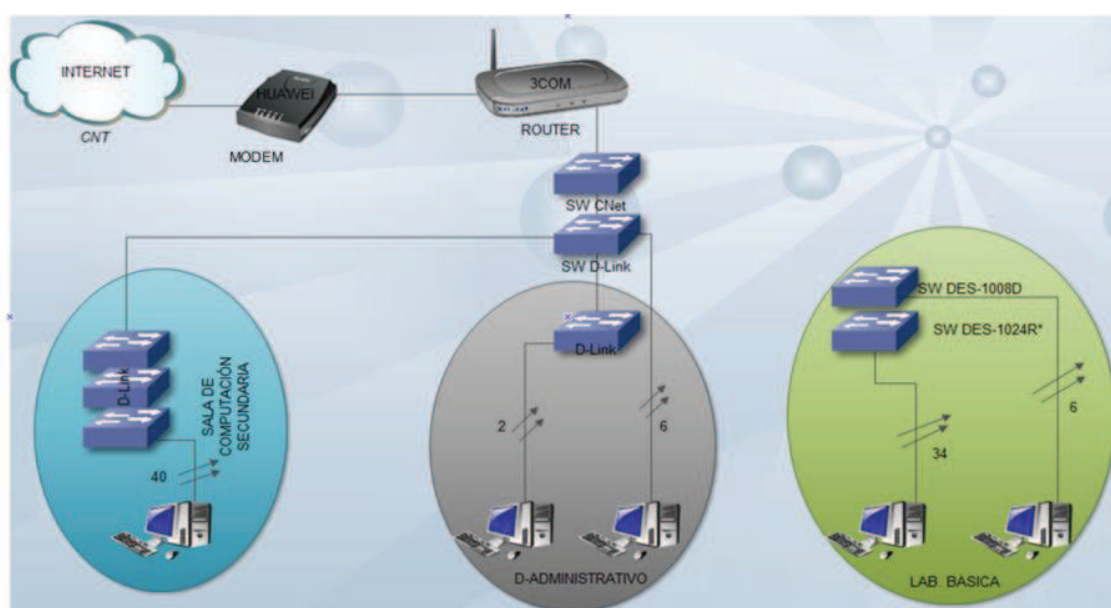 INTERNET
CNT
HUAWEI
MODEM
3COM
ROUTER
SW CNet
SW D-Link
D-Link
SALA DE
COMPUTACIÓN
SECUNDARIA
40
D-Link
2
6
D-ADMINISTRATIVO
SW DES-1008D
SW DES-1024R*
6
34
LAB BASICA